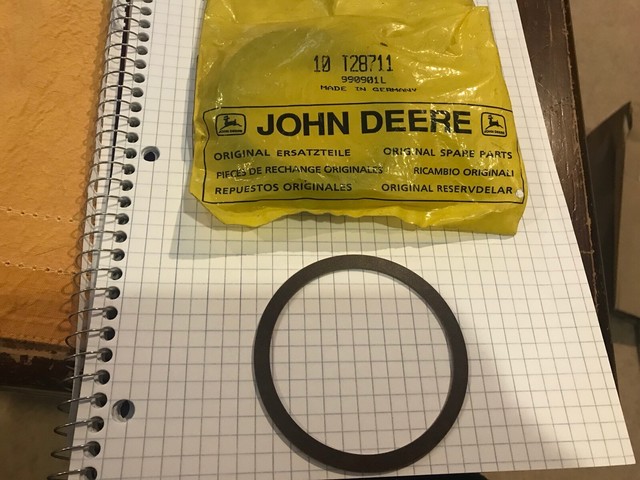 10 T28711
990901L
MADE IN GERMANY
JOHN DEERE
ORIGINAL ERSATZTEILE ORIGINAL SPARE PARTS
PIECES DE RECHANGE ORIGINALES RICAMBIO ORIGINALI
REPUESTOS ORIGINALES ORIGINAL RESERVDELAR